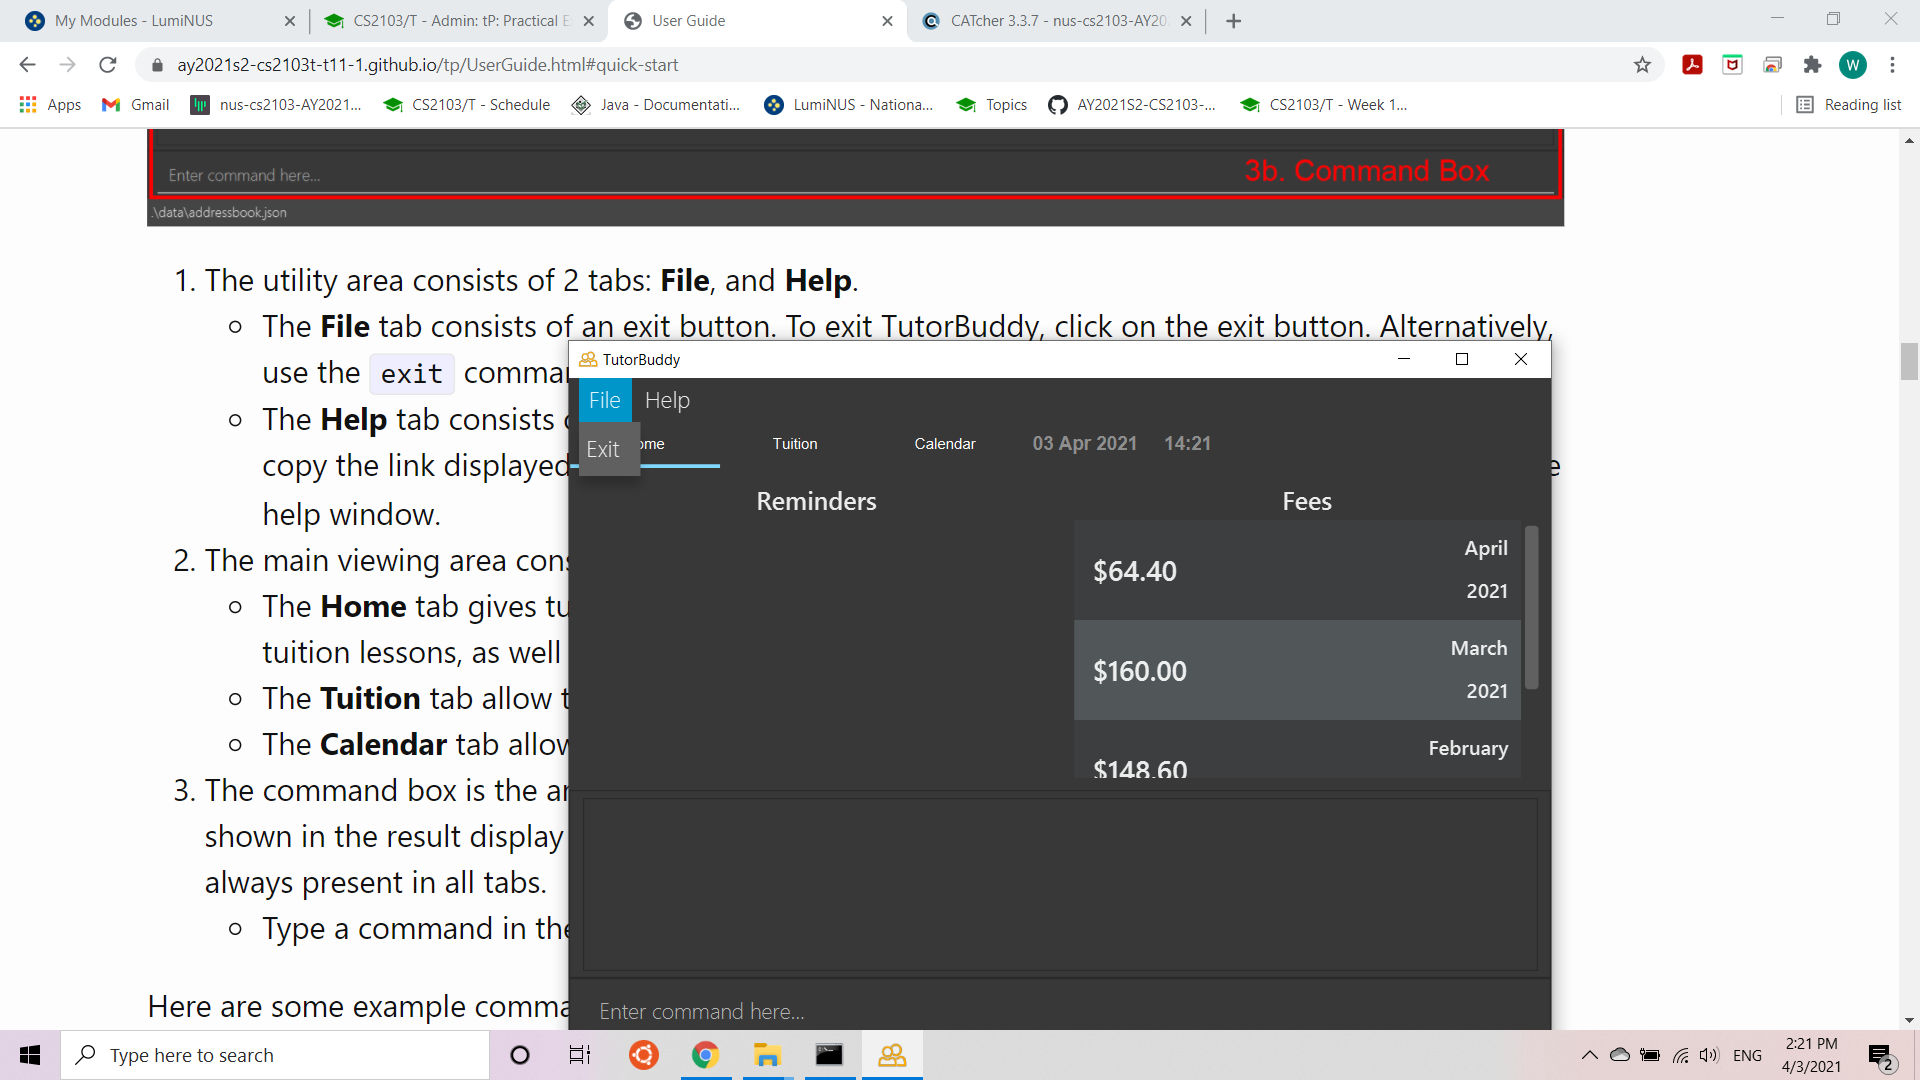 My Modules - LumiNUS
CS2103/T - Admin: tP: Practical E
User Guide
CATcher 3.3.7 - nus-cs2103-AY20
ay2021s2-cs2103t-t11-1.github.io/tp/UserGuide.html#quick-start
W
Apps
Gmail
nus-cs2103-AY2021...
CS2103/T - Schedule
Java - Documentati...
LumiNUS - Nationa...
Topics
AY2021S2-CS2103-...
CS2103/T - Week 1...
Reading list
Enter command here...
3b. Command Box
.\data\addressbook.json
1. The utility area consists of 2 tabs: File, and Help.
The File tab consists of an exit button. To exit TutorBuddy, click on the exit button. Alternatively,
use the exit comma
The Help tab consists
copy the link displayed
e
help window.
2. The main viewing area cons
The Home tab gives tu
tuition lessons, as well
The Tuition tab allow t
The Calendar tab allow
3. The command box is the ar
shown in the result display
always present in all tabs.
Type a command in the
Here are some example comma
TutorBuddy
File
Help
Exit
ome
Tuition
Calendar
03 Apr 2021
14:21
Reminders
Fees
$64.40
April
2021
$160.00
March
2021
$148.60
February
Enter command here...
Type here to search
ENG
2:21 PM
4/3/2021
2